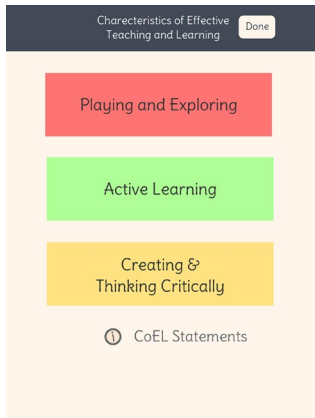 Charecteristics of Effective
Teaching and Learning
Done
Playing and Exploring
Active Learning
Creating &
Thinking Critically
CoEL Statements